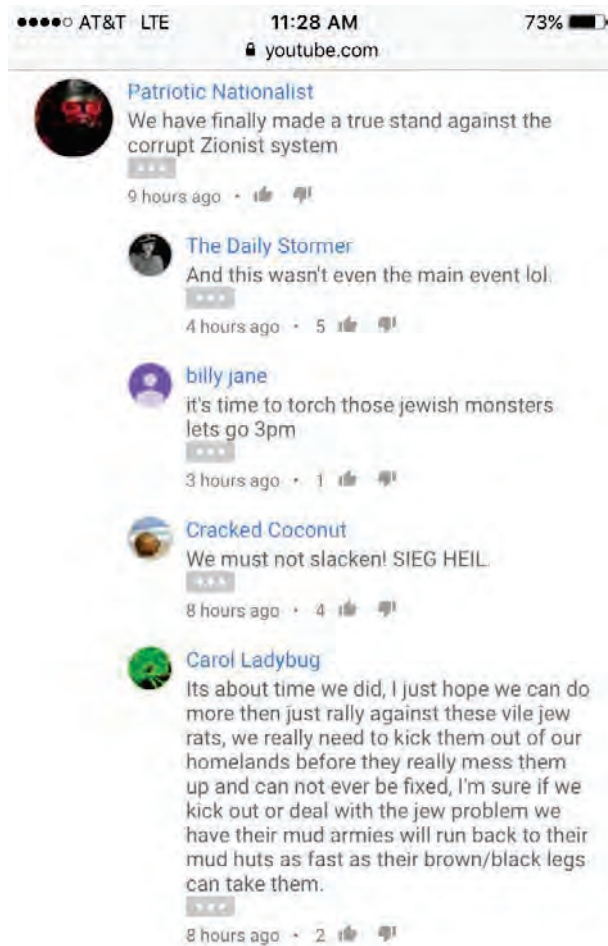 AT&T LTE 11:28 AM 73%
youtube.com
Patriotic Nationalist
We have finally made a true stand against the
corrupt Zionist system
9 hours ago
The Daily Stormer
And this wasn't even the main event lol.
4 hours ago • 5
billy jane
it's time to torch those jewish monsters
lets go 3pm
3 hours ago • 1
Cracked Coconut
We must not slacken! SIEG HEIL.
8 hours ago • 4
Carol Ladybug
Its about time we did, I just hope we can do
more then just rally against these vile jew
rats, we really need to kick them out of our
homelands before they really mess them
up and can not ever be fixed, I'm sure if we
kick out or deal with the jew problem we
have their mud armies will run back to their
mud huts as fast as their brown/black legs
can take them.
8 hours ago • 2